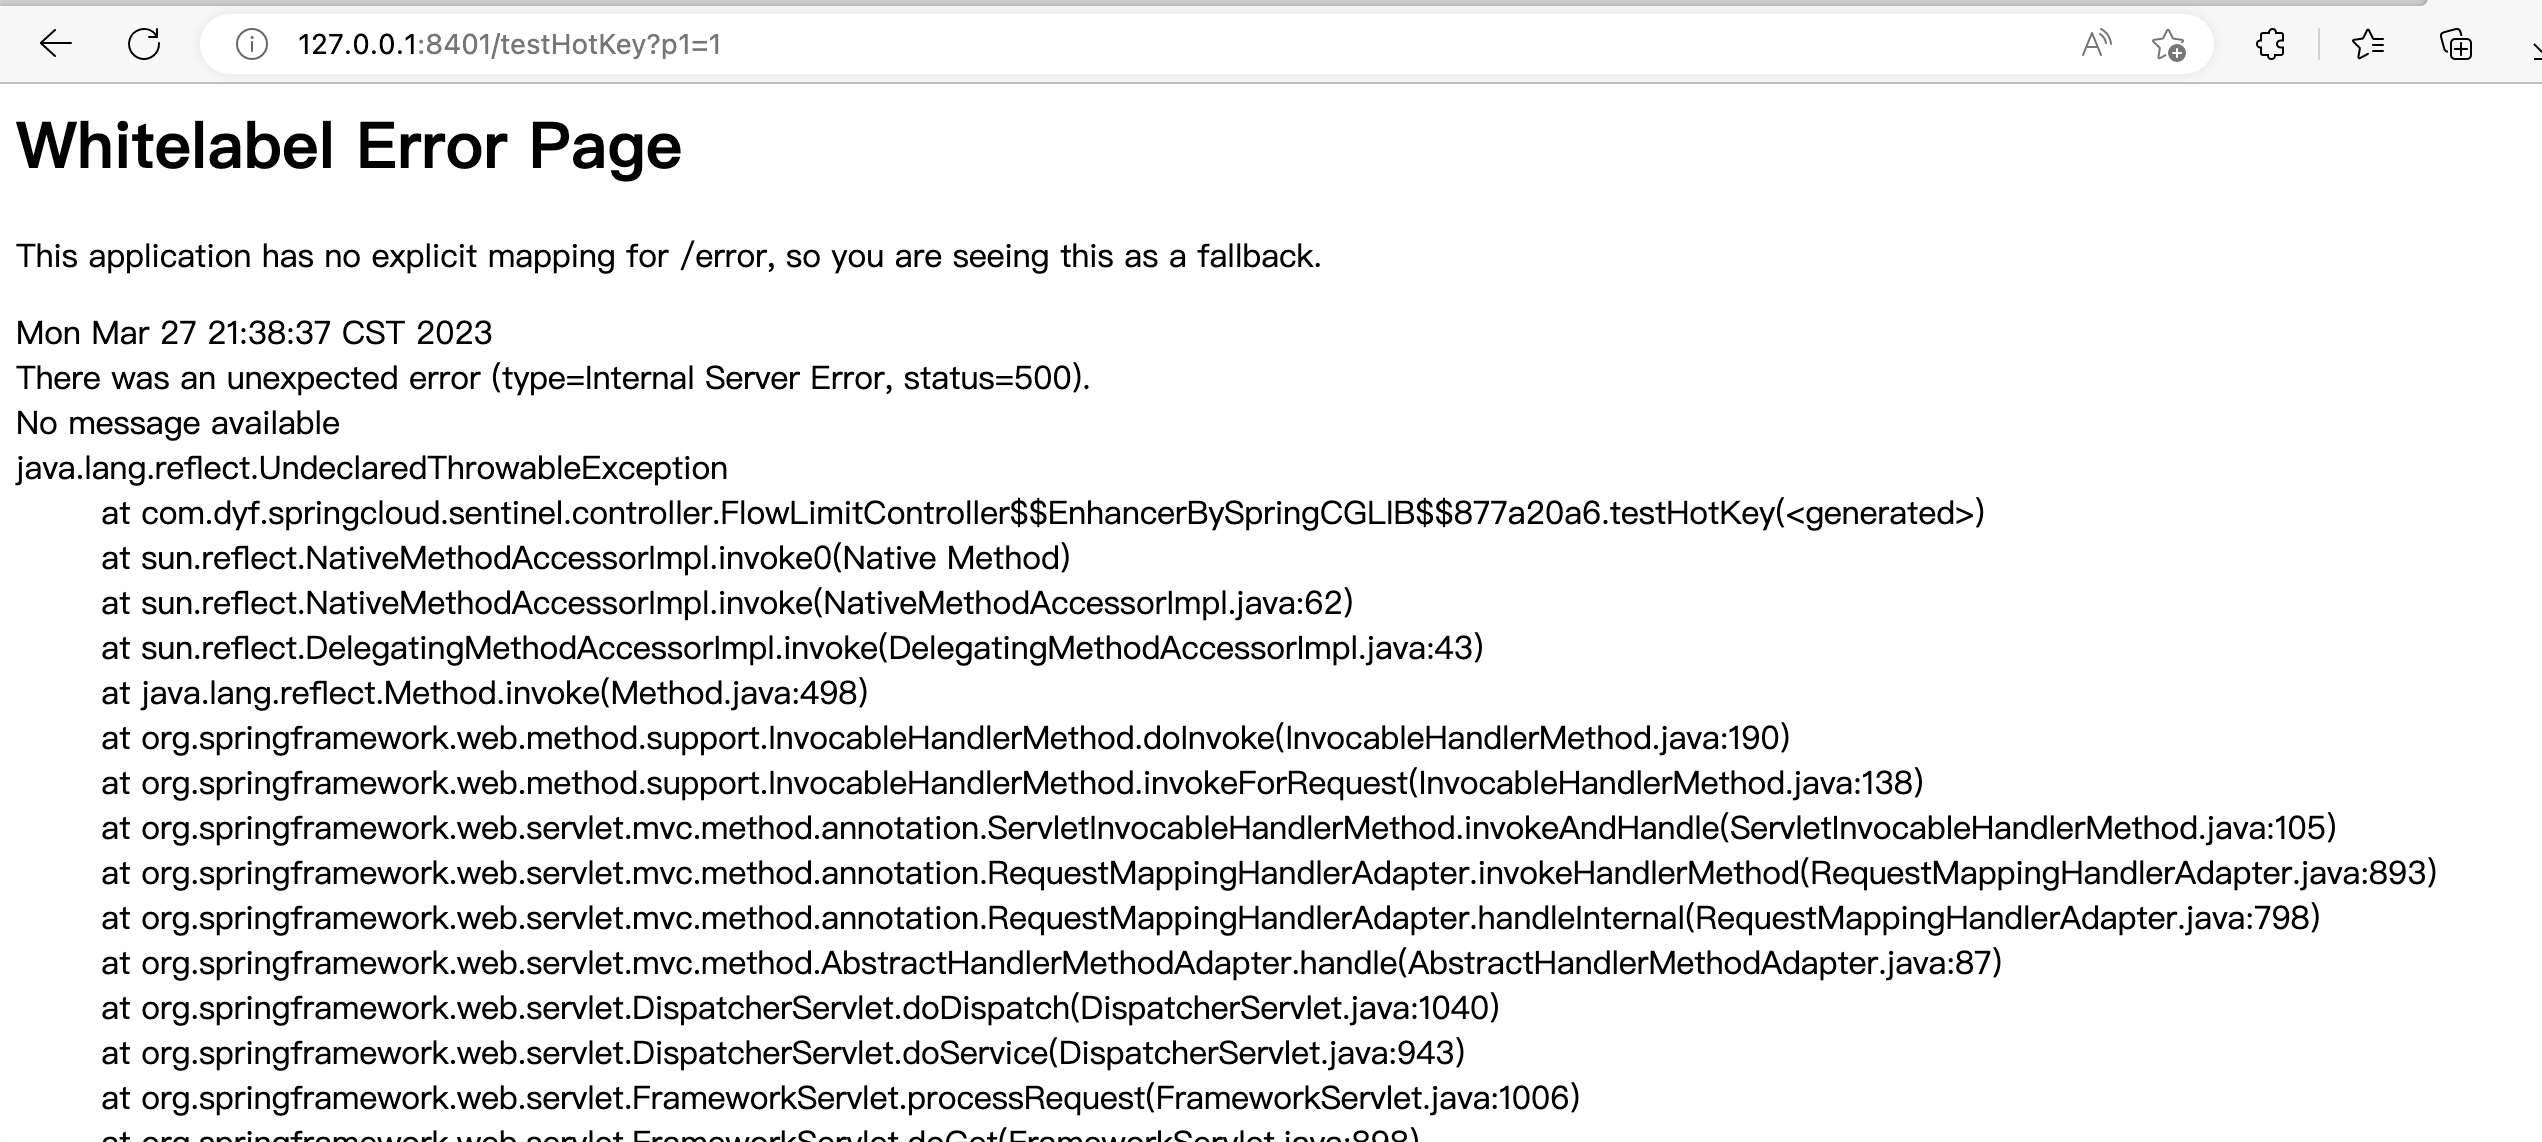 127.0.0.1:8401/testHotKey?p1=1
Whitelabel Error Page
This application has no explicit mapping for /error, so you are seeing this as a fallback.
Mon Mar 27 21:38:37 CST 2023
There was an unexpected error (type=Internal Server Error, status=500).
No message available
java.lang.reflect.UndeclaredThrowableException
at com.dyf.springcloud.sentinel.controller.FlowLimitController$$EnhancerBySpringCGLIB$$877a20a6.testHotKey(<generated>)
at sun.reflect.NativeMethodAccessorImpl.invoke0(Native Method)
at sun.reflect.NativeMethodAccessorImpl.invoke(NativeMethodAccessorImpl.java:62)
at sun.reflect.DelegatingMethodAccessorImpl.invoke(DelegatingMethodAccessorImpl.java:43)
at java.lang.reflect.Method.invoke(Method.java:498)
at org.springframework.web.method.support.InvocableHandlerMethod.doInvoke(InvocableHandlerMethod.java:190)
at org.springframework.web.method.support.InvocableHandlerMethod.invokeForRequest(InvocableHandlerMethod.java:138)
at org.springframework.web.servlet.mvc.method.annotation.ServletInvocableHandlerMethod.invokeAndHandle(ServletInvocableHandlerMethod.java:105)
at org.springframework.web.servlet.mvc.method.annotation.RequestMappingHandlerAdapter.invokeHandlerMethod(RequestMappingHandlerAdapter.java:893)
at org.springframework.web.servlet.mvc.method.annotation.RequestMappingHandlerAdapter.handleInternal(RequestMappingHandlerAdapter.java:798)
at org.springframework.web.servlet.mvc.method.AbstractHandlerMethodAdapter.handle(AbstractHandlerMethodAdapter.java:87)
at org.springframework.web.servlet.DispatcherServlet.doDispatch(DispatcherServlet.java:1040)
at org.springframework.web.servlet.DispatcherServlet.doService(DispatcherServlet.java:943)
at org.springframework.web.servlet.FrameworkServlet.processRequest(FrameworkServlet.java:1006)
at org.springframework.web.servlet.FrameworkServlet.doGet(FrameworkServlet.java:898)